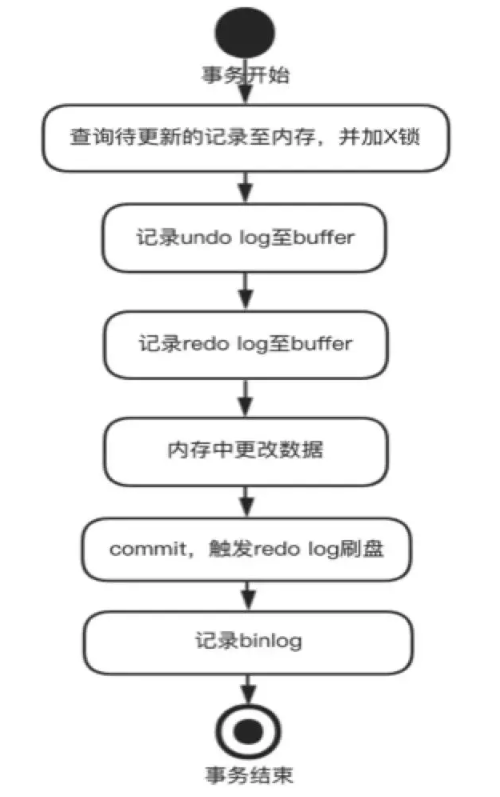 事务开始
查询待更新的记录至内存，并加X锁
记录undo log至buffer
记录redo log至buffer
内存中更改数据
commit，触发redo log刷盘
记录binlog
事务结束